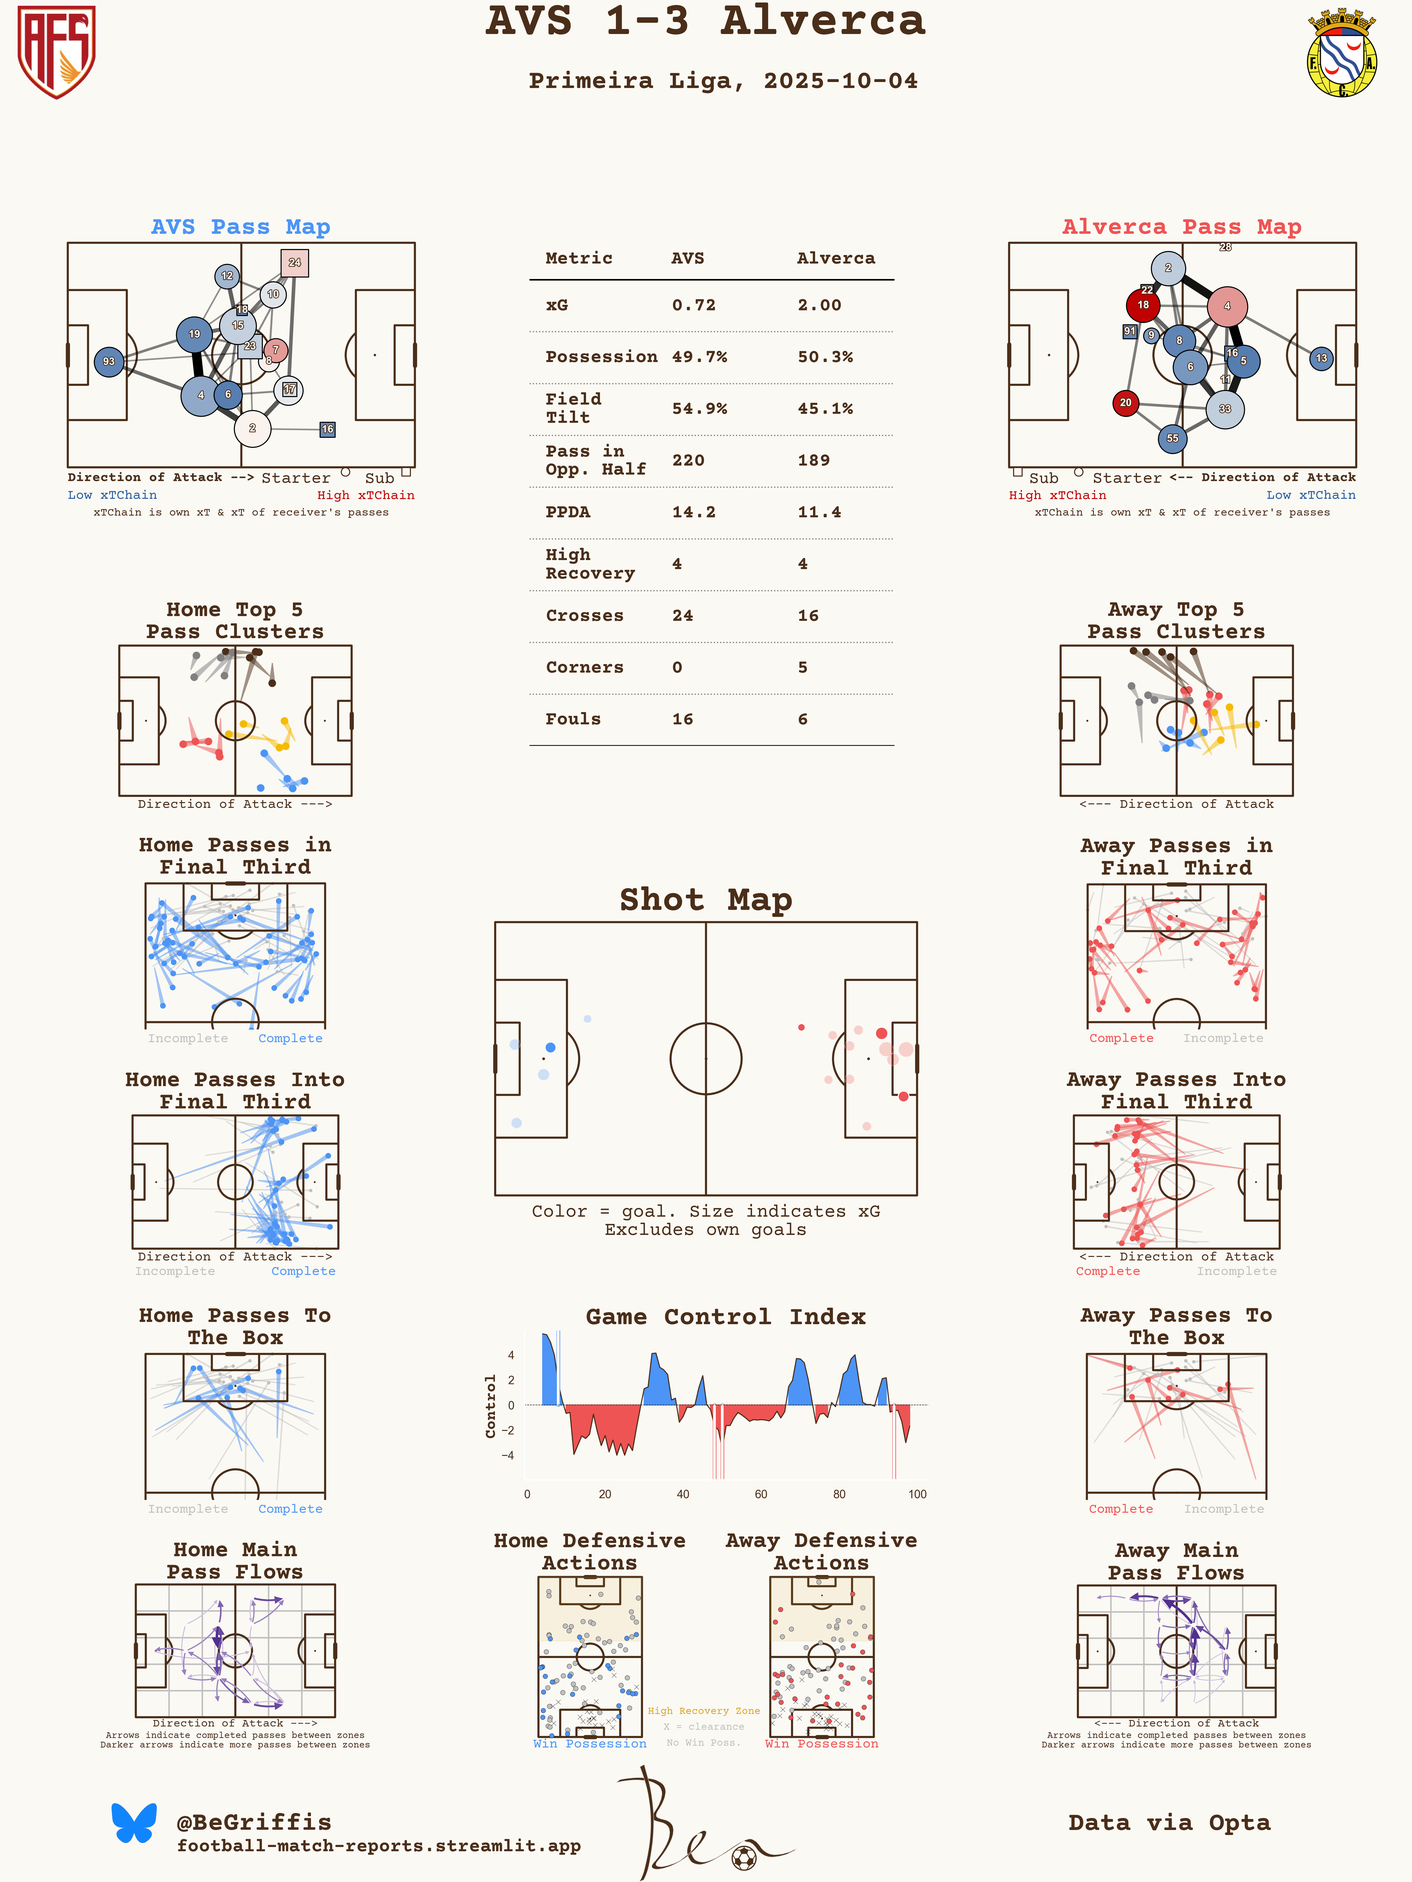 AVS 1-3 Alverca
Primeira Liga, 2025-10-04
AFS
F. A.
C.
AVS Pass Map
24
12
10
18
15
19
23
7
8
93
4
6
17
2
16
Direction of Attack --> Starter Sub
Low xTChain High xTChain
xTChain is own xT & xT of receiver's passes
Metric AVS Alverca
xG 0.72 2.00
Possession 49.7% 50.3%
Field
Tilt 54.9% 45.1%
Pass in
Opp. Half 220 189
PPDA 14.2 11.4
High
Recovery 4 4
Crosses 24 16
Corners 0 5
Fouls 16 6
Alverca Pass Map
28
2
22
18
4
91
9
8
16
5
13
6
11
20
33
55
Sub Starter <-- Direction of Attack
High xTChain Low xTChain
xTChain is own xT & xT of receiver's passes
Home Top 5
Pass Clusters
Direction of Attack --->
Away Top 5
Pass Clusters
<--- Direction of Attack
Home Passes in
Final Third
Incomplete Complete
Away Passes in
Final Third
Complete Incomplete
Shot Map
Color = goal. Size indicates xG
Excludes own goals
Home Passes Into
Final Third
Direction of Attack --->
Incomplete Complete
Away Passes Into
Final Third
<--- Direction of Attack
Complete Incomplete
Home Passes To
The Box
Incomplete Complete
Game Control Index
Control
4
2
0
−2
−4
0 20 40 60 80 100
Away Passes To
The Box
Complete Incomplete
Home Main
Pass Flows
Direction of Attack --->
Arrows indicate completed passes between zones
Darker arrows indicate more passes between zones
Home Defensive
Actions
Win Possession
High Recovery Zone
X = clearance
No Win Poss.
Away Defensive
Actions
Win Possession
Away Main
Pass Flows
<--- Direction of Attack
Arrows indicate completed passes between zones
Darker arrows indicate more passes between zones
@BeGriffis
football-match-reports.streamlit.app
Ben
Data via Opta